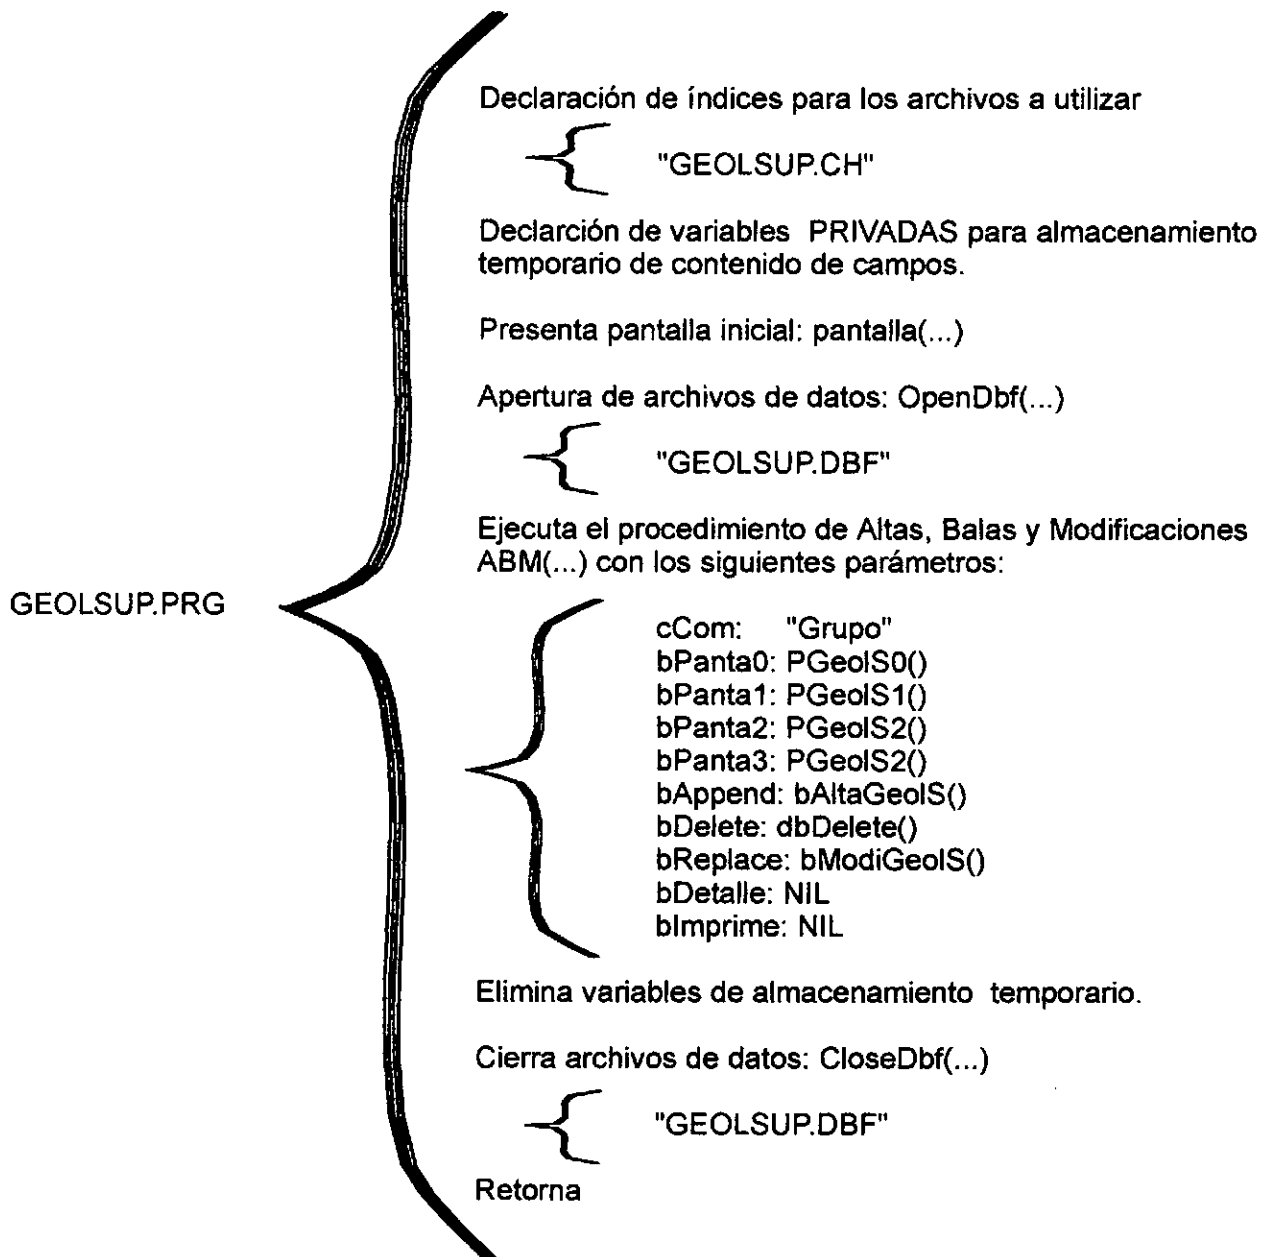 Declaración de índices para los archivos a utilizar
"GEOLSUP.CH"
Declarción de variables PRIVADAS para almacenamiento
temporario de contenido de campos.
Presenta pantalla inicial: pantalla(...)
Apertura de archivos de datos: OpenDbf(...)
"GEOLSUP.DBF"
Ejecuta el procedimiento de Altas, Balas y Modificaciones
ABM(...) con los siguientes parámetros:
GEOLSUP.PRG
cCom: "Grupo"
bPanta0: PGeolS0()
bPanta1: PGeolS1()
bPanta2: PGeolS2()
bPanta3: PGeolS2()
bAppend: bAltaGeolS()
bDelete: dbDelete()
bReplace: bModiGeolS()
bDetalle: NIL
bImprime: NIL
Elimina variables de almacenamiento temporario.
Cierra archivos de datos: CloseDbf(...)
"GEOLSUP.DBF"
Retorna